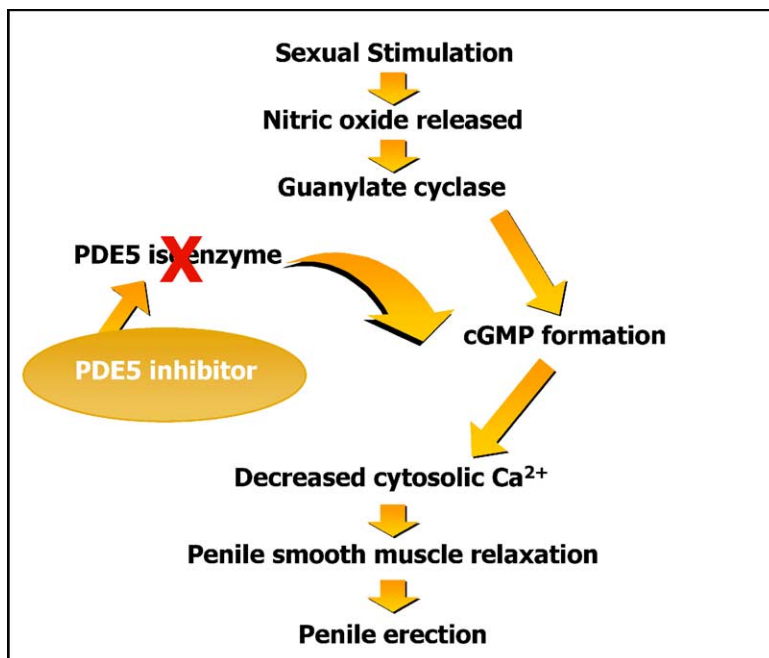 Sexual Stimulation
Nitric oxide released
Guanylate cyclase
PDE5 isoenzyme
cGMP formation
PDE5 inhibitor
Decreased cytosolic Ca²⁺
Penile smooth muscle relaxation
Penile erection